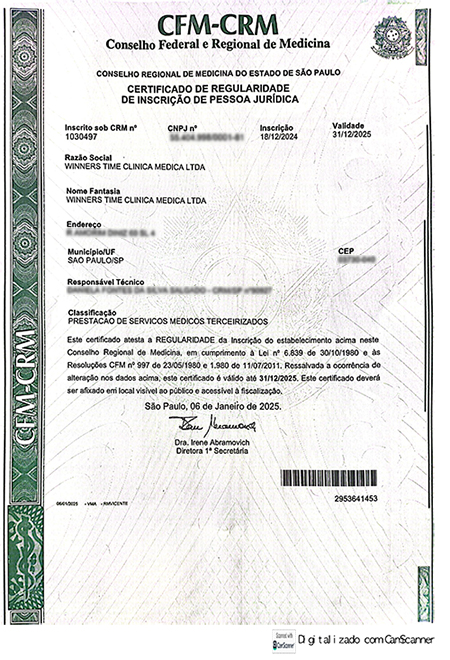 CFM-CRM
Conselho Federal e Regional de Medicina
CONSELHO REGIONAL DE MEDICINA DO ESTADO DE SÃO PAULO
CERTIFICADO DE REGULARIDADE
DE INSCRIÇÃO DE PESSOA JURÍDICA
Inscrito sob CRM nº CNPJ nº Inscrição Validade
1030497 18/12/2024 31/12/2025
Razão Social
WINNERS TIME CLINICA MEDICA LTDA
Nome Fantasia
WINNERS TIME CLINICA MEDICA LTDA
Endereço
Município/UF CEP
SAO PAULO/SP
Responsável Técnico
Classificação
PRESTACAO DE SERVICOS MEDICOS TERCEIRIZADOS
Este certificado atesta a REGULARIDADE da Inscrição do estabelecimento acima neste
Conselho Regional de Medicina, em cumprimento à Lei nº 6.839 de 30/10/1980 e às
Resoluções CFM nº 997 de 23/05/1980 e 1.980 de 11/07/2011. Ressalvada a ocorrência de
alteração nos dados acima, este certificado é válido até 31/12/2025. Este certificado deverá
ser afixado em local visível ao público e acessível à fiscalização.
São Paulo, 06 de Janeiro de 2025.
Dra. Irene Abramovich
Diretora 1ª Secretária
2953641453
06/01/2025 - VMA - RMVICENTE
CFM-CRM
Scanned with
CamScanner
Digitalizado com CamScanner